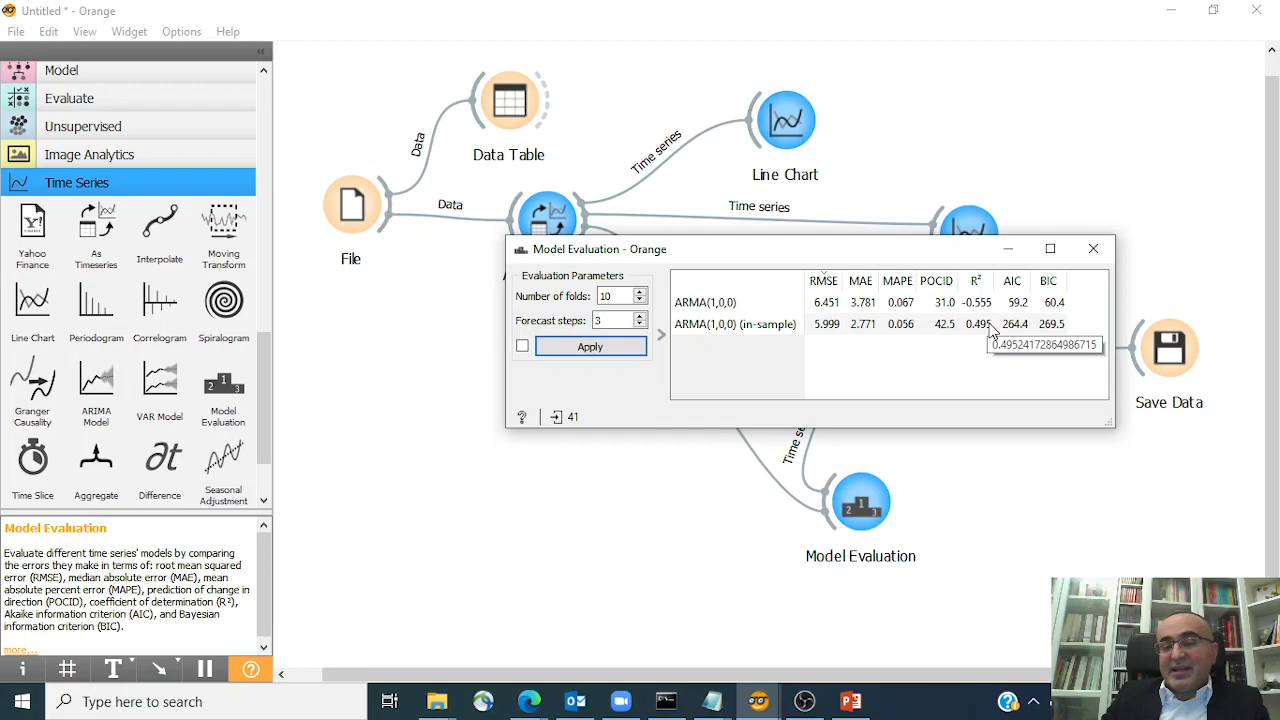 Untitled * - Orange
File Edit View Widget Options Help
Model
Evaluate
Unsupervised
Image Analytics
Time Series
Yahoo Finance
As Timeseries
Interpolate
Moving Transform
Line Chart
Periodogram
Correlogram
Spiralogram
Granger Causality
ARIMA Model
VAR Model
Model Evaluation
Time Slice
Aggregate
Difference
Seasonal Adjustment
Model Evaluation
Evaluate different time series' models by comparing
the errors they make in terms of: root mean squared
error (RMSE), median absolute error (MAE), mean
absolute percent error (MAPE), prediction of change in
direction (POCID), coefficient of determination (R²),
Akaike information criterion (AIC), and Bayesian
information criterion (BIC).
more...
Data
Data Table
Time series
Line Chart
File
Data
Time series
Model Evaluation - Orange
Evaluation Parameters
Number of folds: 10
Forecast steps: 3
Apply
41
RMSE MAE MAPE POCID R² AIC BIC
ARMA(1,0,0) 6.451 3.781 0.067 31.0 -0.555 59.2 60.4
ARMA(1,0,0) (in-sample) 5.999 2.771 0.056 42.5 0.495 264.4 269.5
0.49524172864986715
Save Data
Time se
Model Evaluation
Type here to search